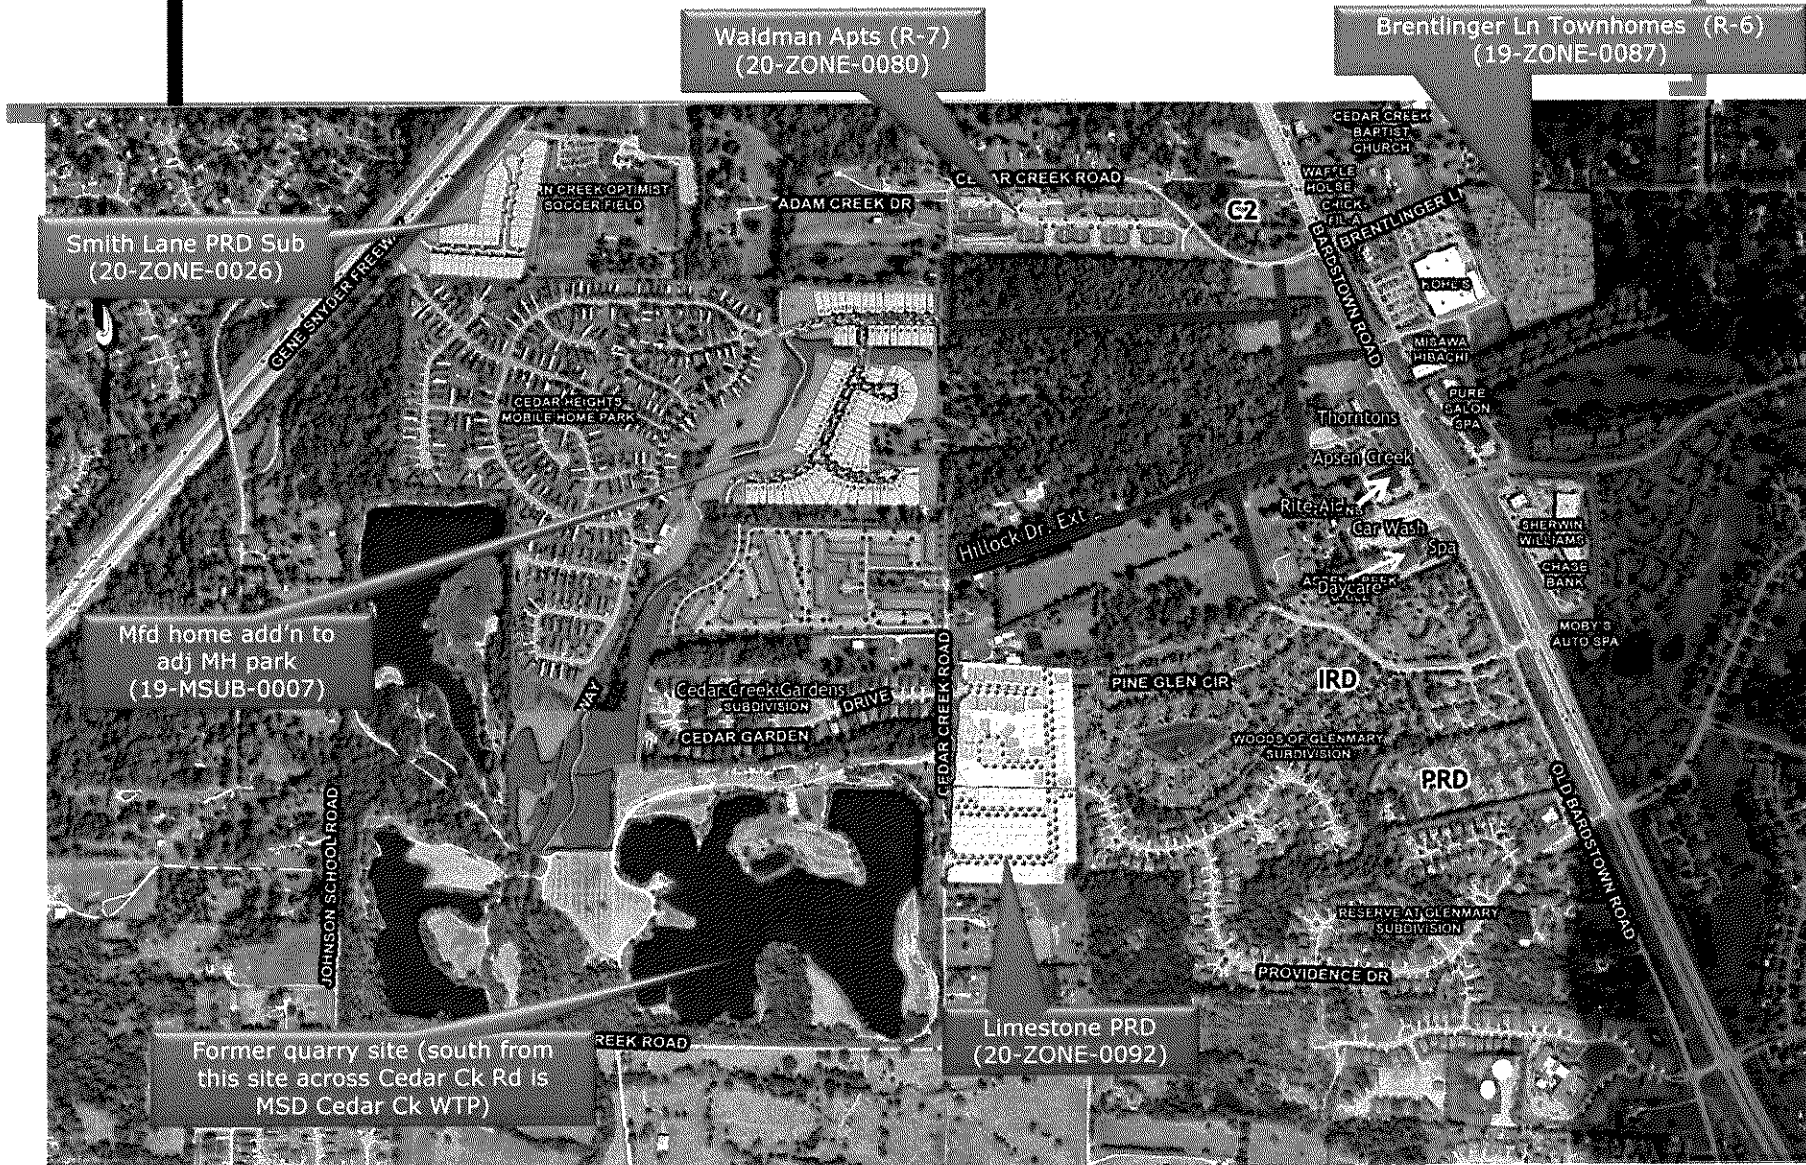 Waldman Apts (R-7)
(20-ZONE-0080)
Brentlinger Ln Townhomes (R-6)
(19-ZONE-0087)
CEDAR CREEK
BAPTIST
CHURCH
WAFFLE
HOUSE
CHICK
FIL A
RN CREEK OPTIMIST
SOCCER FIELD
ADAM CREEK DR
CEDAR CREEK ROAD
C2
BRENTLINGER LN
BARDSTOWN ROAD
KOHL'S
Smith Lane PRD Sub
(20-ZONE-0026)
GENE SNYDER FREEWA
MISAWA
HIBACHI
PURE
SALON
SPA
CEDAR HEIGHTS
MOBILE HOME PARK
Thorntons
Apsen Creek
Rite-Aid
Car Wash
Spa
Daycare
SHERWIN
WILLIAMS
CHASE
BANK
MOBY'S
AUTO SPA
Hillock Dr. Ext
Mfd home add'n to
adj MH park
(19-MSUB-0007)
WAY
Cedar Creek Gardens
SUBDIVISION
DRIVE
CEDAR GARDEN
CEDAR CREEK ROAD
PINE GLEN CIR
IRD
WOODS OF GLENMARY
SUBDIVISION
PRD
OLD BARDSTOWN ROAD
JOHNSON SCHOOL ROAD
RESERVE AT GLENMARY
SUBDIVISION
PROVIDENCE DR
Limestone PRD
(20-ZONE-0092)
REEK ROAD
Former quarry site (south from
this site across Cedar Ck Rd is
MSD Cedar Ck WTP)